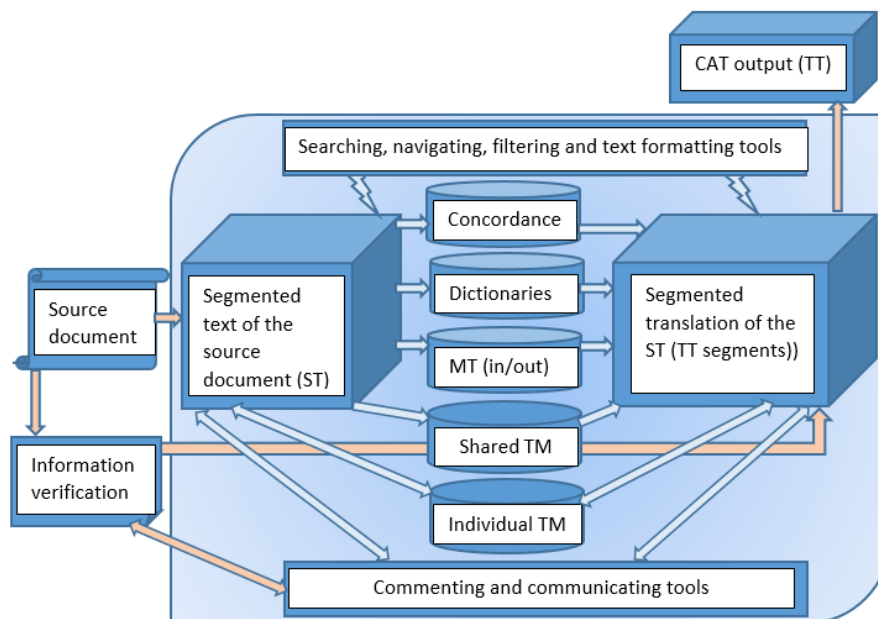 CAT output (TT)
Searching, navigating, filtering and text formatting tools
Concordance
Source
document
Segmented
text of the
source
document (ST)
Dictionaries
Segmented
translation of the
ST (TT segments))
MT (in/out)
Shared TM
Information
verification
Individual TM
Commenting and communicating tools